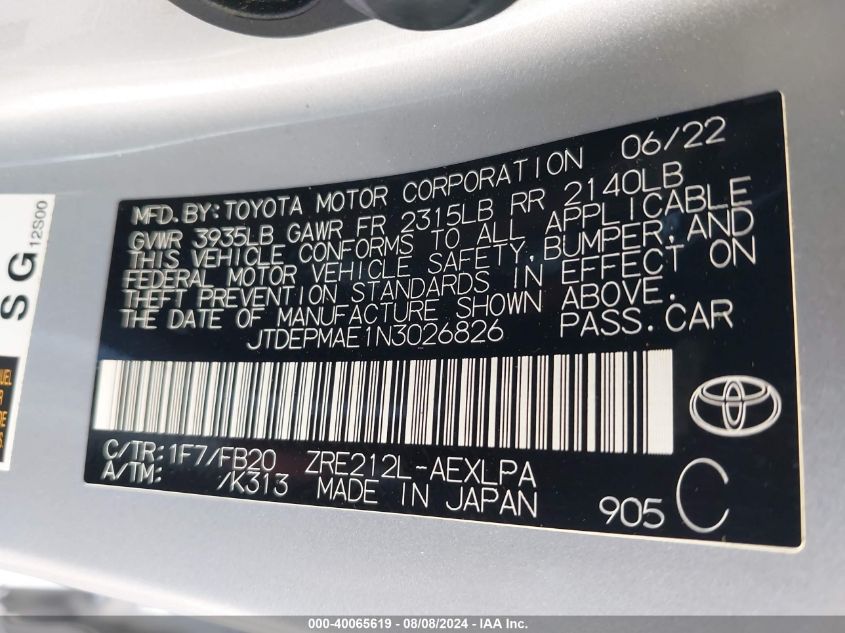 MFD.BY:TOYOTA MOTOR CORPORATION 06/22
GVWR 3935LB GAWR FR 2315LB RR 2140LB
THIS VEHICLE CONFORMS TO ALL APPLICABLE
FEDERAL MOTOR VEHICLE SAFETY,BUMPER,AND
THEFT PREVENTION STANDARDS IN EFFECT ON
THE DATE OF MANUFACTURE SHOWN ABOVE.
JTDEPMAE1N3026826 PASS.CAR
C/TR:1F7/FB20 ZRE212L-AEXLPA
A/TM: /K313 MADE IN JAPAN
905 C
SG
12S00
000-40065619 - 08/08/2024 - IAA Inc.